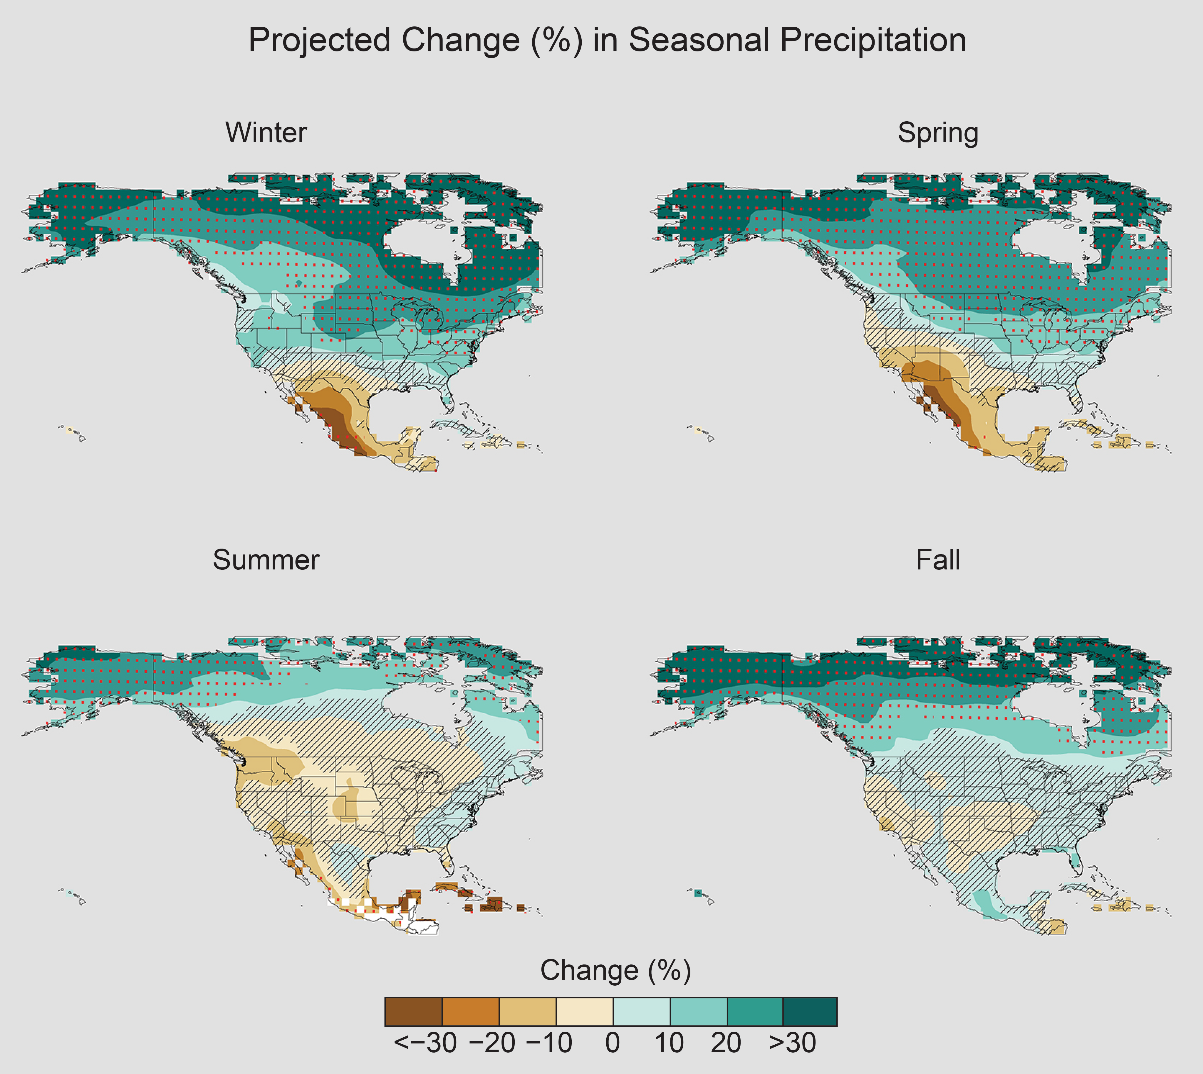 Projected Change (%) in Seasonal Precipitation
Winter
Spring
Summer
Fall
Change (%)
<−30 −20 −10 0 10 20 >30